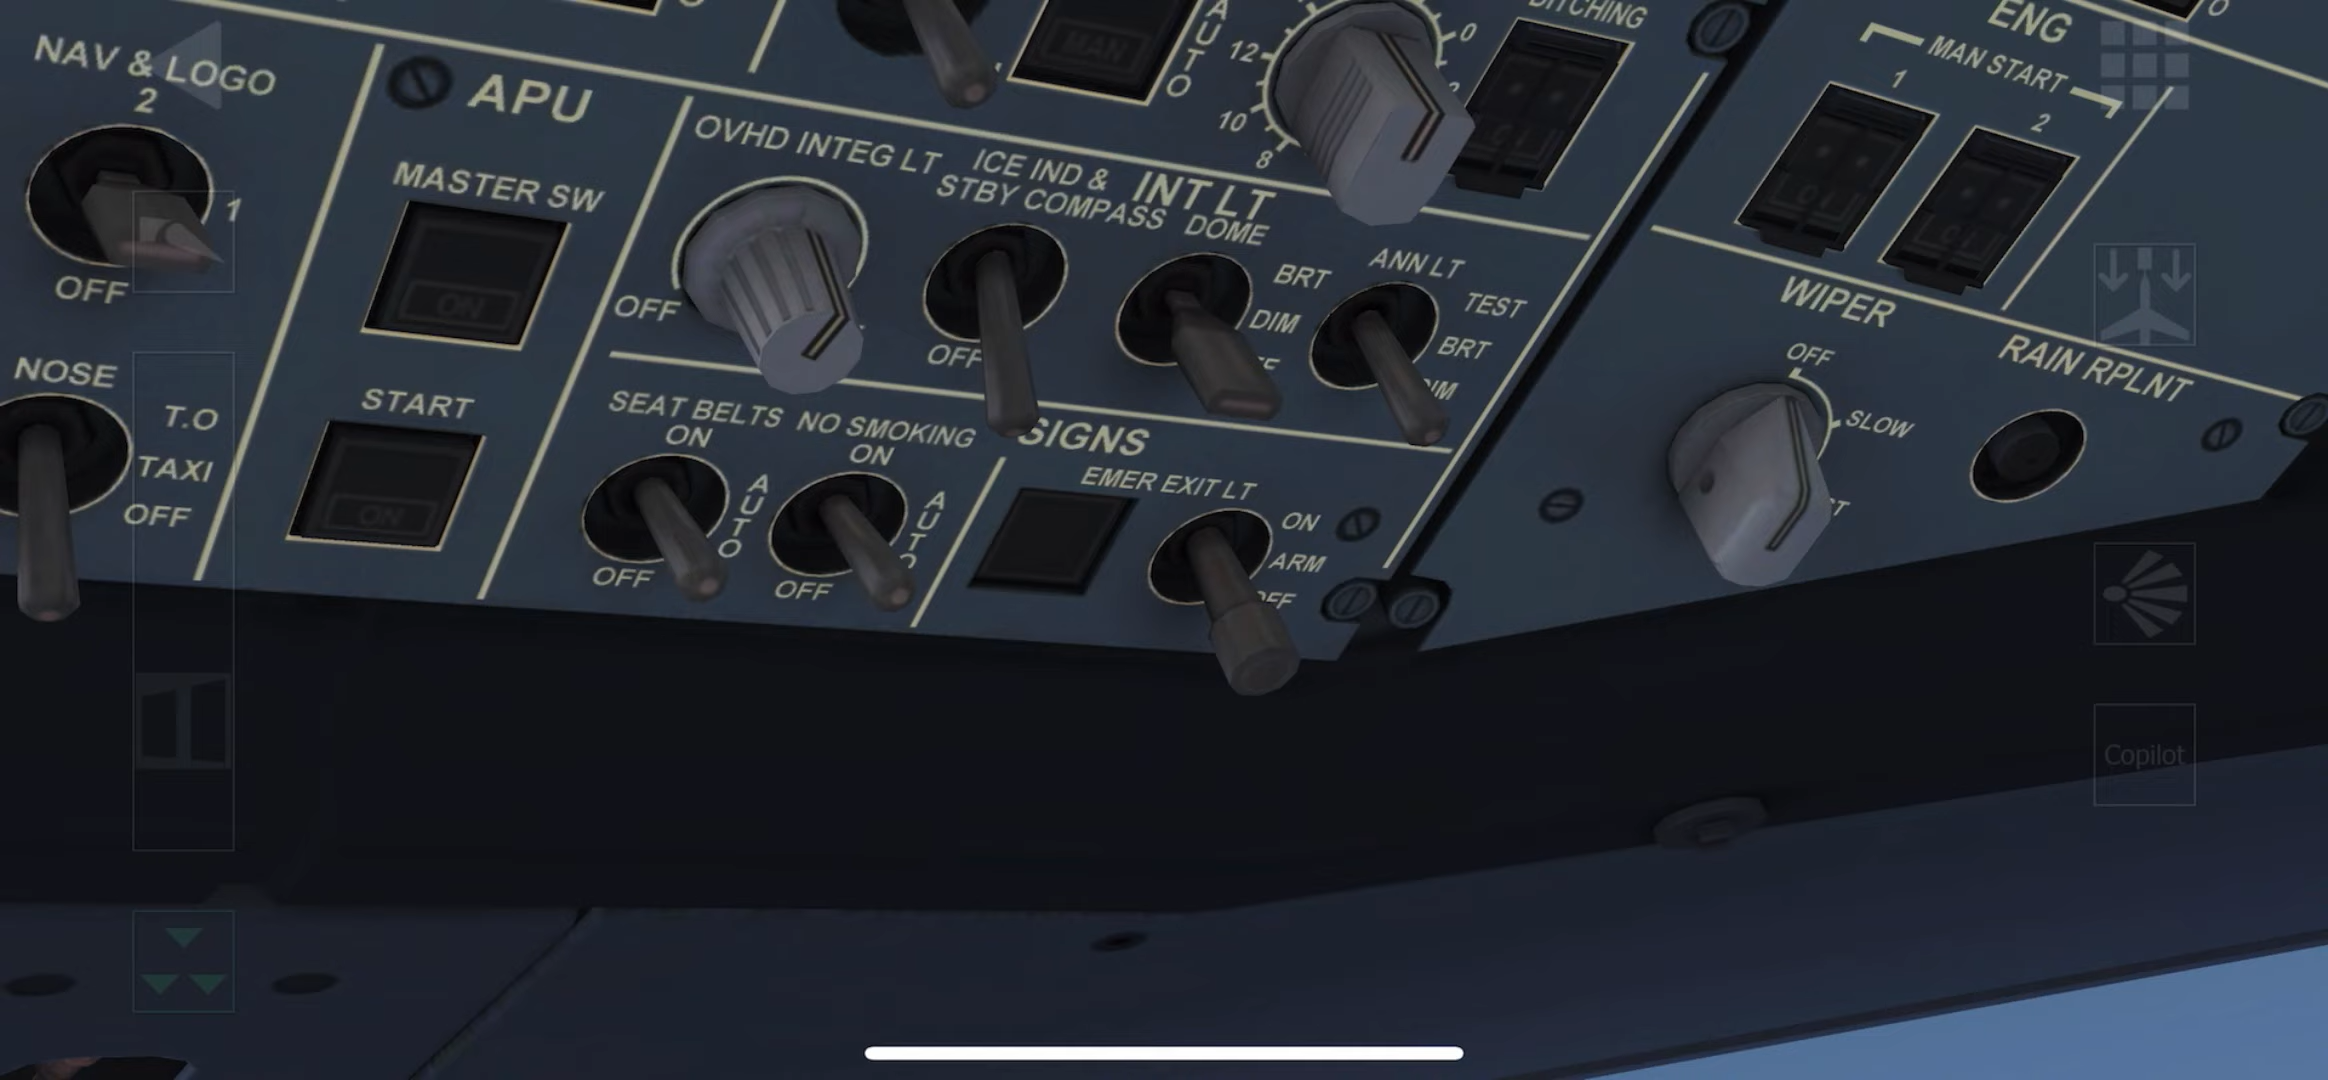 NAV & LOGO
2
1
OFF
NOSE
T.O
TAXI
OFF
APU
MASTER SW
ON
START
ON
MAN
AUTO
12
10
8
0
2
DITCHING
OVHD INTEG LT
OFF
ICE IND &
STBY COMPASS
OFF
INT LT
DOME
BRT
DIM
ANN LT
TEST
BRT
DIM
SEAT BELTS
ON
AUTO
OFF
NO SMOKING
ON
AUTO
OFF
SIGNS
EMER EXIT LT
ON
ARM
OFF
ENG
MAN START
1
2
WIPER
OFF
SLOW
RAIN RPLNT
Copilot